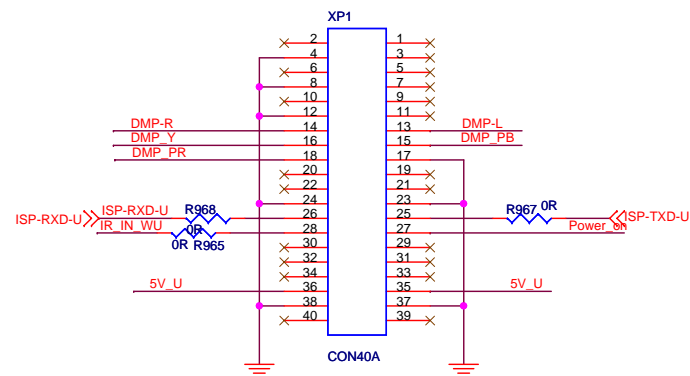 XP1
2 1
4 3
6 5
8 7
10 9
12 11
DMP-R 14 13 DMP-L
DMP_Y 16 15 DMP_PB
DMP_PR 18 17
20 19
22 21
24 23
ISP-RXD-U ISP-RXD-U R968 0R 26 25 R967 0R ISP-TXD-U
IR_IN_WU 0R R965 28 27 Power_on
30 29
32 31
34 33
5V_U 36 35 5V_U
38 37
40 39
CON40A